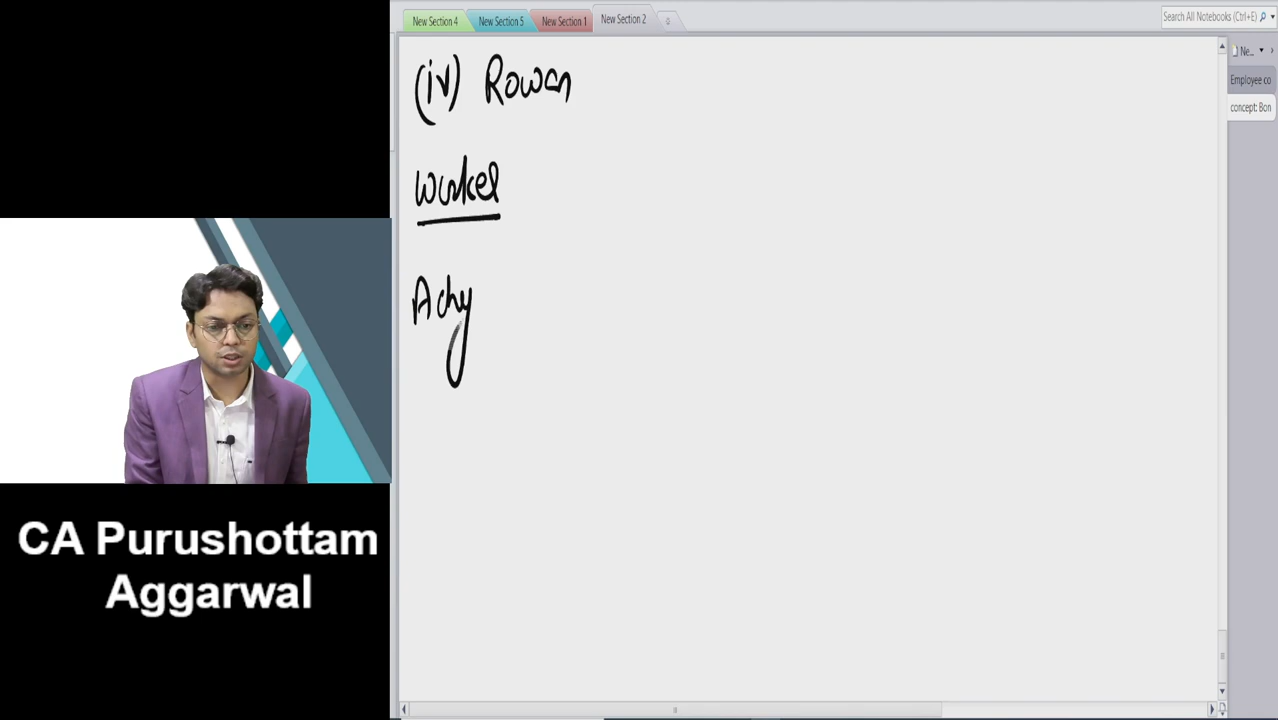 New Section 4 New Section 5 New Section 1 New Section 2
Search All Notebooks (Ctrl+E)
Ne...
Employee co
concept: Bon
(iv) Rowan
Worker
Achy
CA Purushottam
Aggarwal